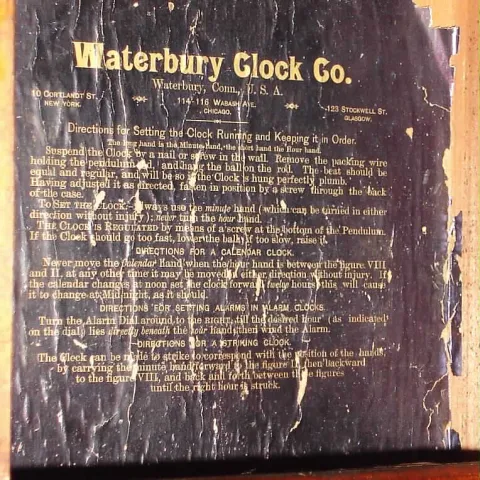 Waterbury Clock Co.
Waterbury, Conn., U. S. A.
10 CORTLANDT ST. NEW YORK.
114-116 WABASH AVE. CHICAGO.
123 STOCKWELL ST. GLASGOW.
Directions for Setting the Clock Running and Keeping it in Order.
The long hand is the Minute hand, the short hand the Hour hand.
Suspend the Clock by a nail or screw in the wall. Remove the packing wire
holding the pendulum rod, and hang the ball on the rod. The beat should be
equal and regular, and will be so if the Clock is hung perfectly plumb.
Having adjusted it as directed, fasten in position by a screw through the back
of the case.
To SET THE CLOCK.—Always use the minute hand (which can be turned in either
direction without injury); never turn the hour hand.
THE CLOCK IS REGULATED by means of a screw at the bottom of the Pendulum.
If the Clock should go too fast, lower the ball; if too slow, raise it.
DIRECTIONS FOR A CALENDAR CLOCK.
Never move the Calendar Hand when the hour hand is between the figure VIII
and II, at any other time it may be moved in either direction without injury. If
the calendar changes at noon set the clock forward twelve hours; this will cause
it to change at Midnight, as it should.
DIRECTIONS FOR SETTING ALARMS IN ALARM CLOCKS.
Turn the Alarm Dial around to the RIGHT, till the desired hour (as indicated
on the dial) lies directly beneath the hour hand; then wind the Alarm.
DIRECTIONS FOR A STRIKING CLOCK.
The Clock can be made to strike to correspond with the position of the hands,
by carrying the minute hand forward to the figure II, then backward
to the figure VIII, and back and forth between these figures
until the right hour is struck.